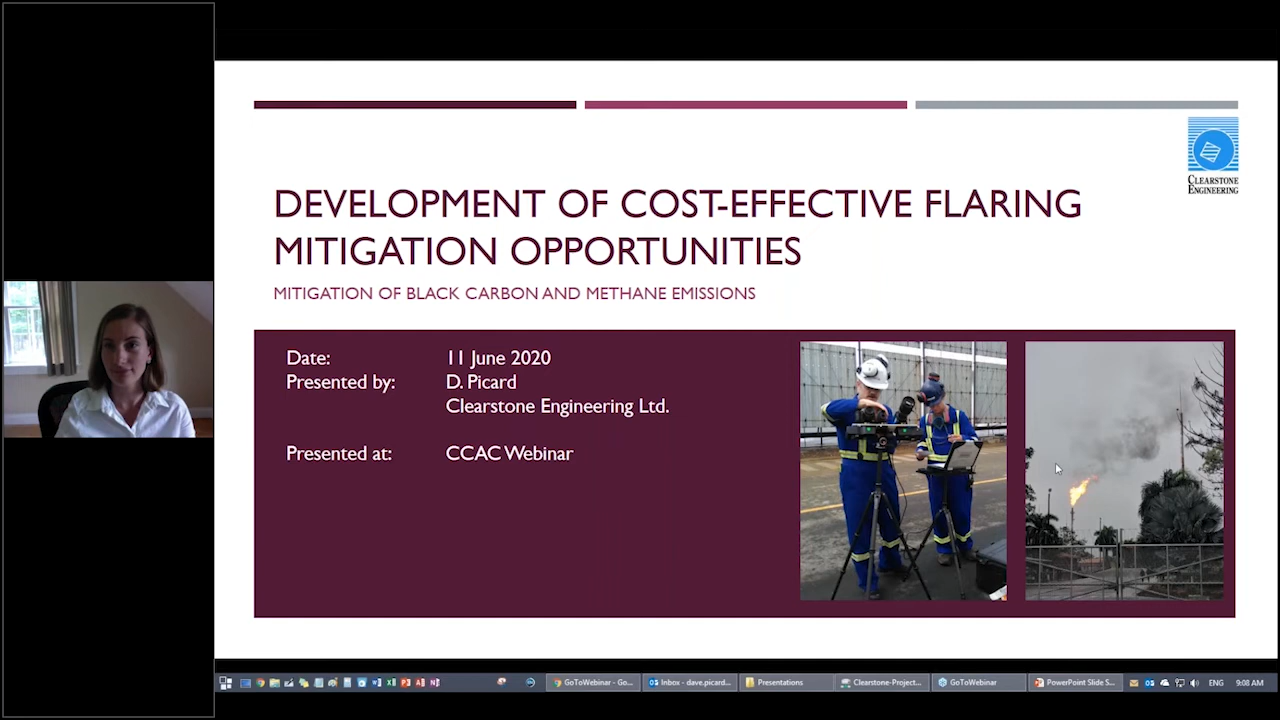 CLEARSTONE
ENGINEERING
DEVELOPMENT OF COST-EFFECTIVE FLARING
MITIGATION OPPORTUNITIES
MITIGATION OF BLACK CARBON AND METHANE EMISSIONS
Date: 11 June 2020
Presented by: D. Picard
Clearstone Engineering Ltd.
Presented at: CCAC Webinar
GoToWebinar - Go... Inbox - dave.picard... Presentations Clearstone-Project... GoToWebinar PowerPoint Slide S... ENG 9:08 AM